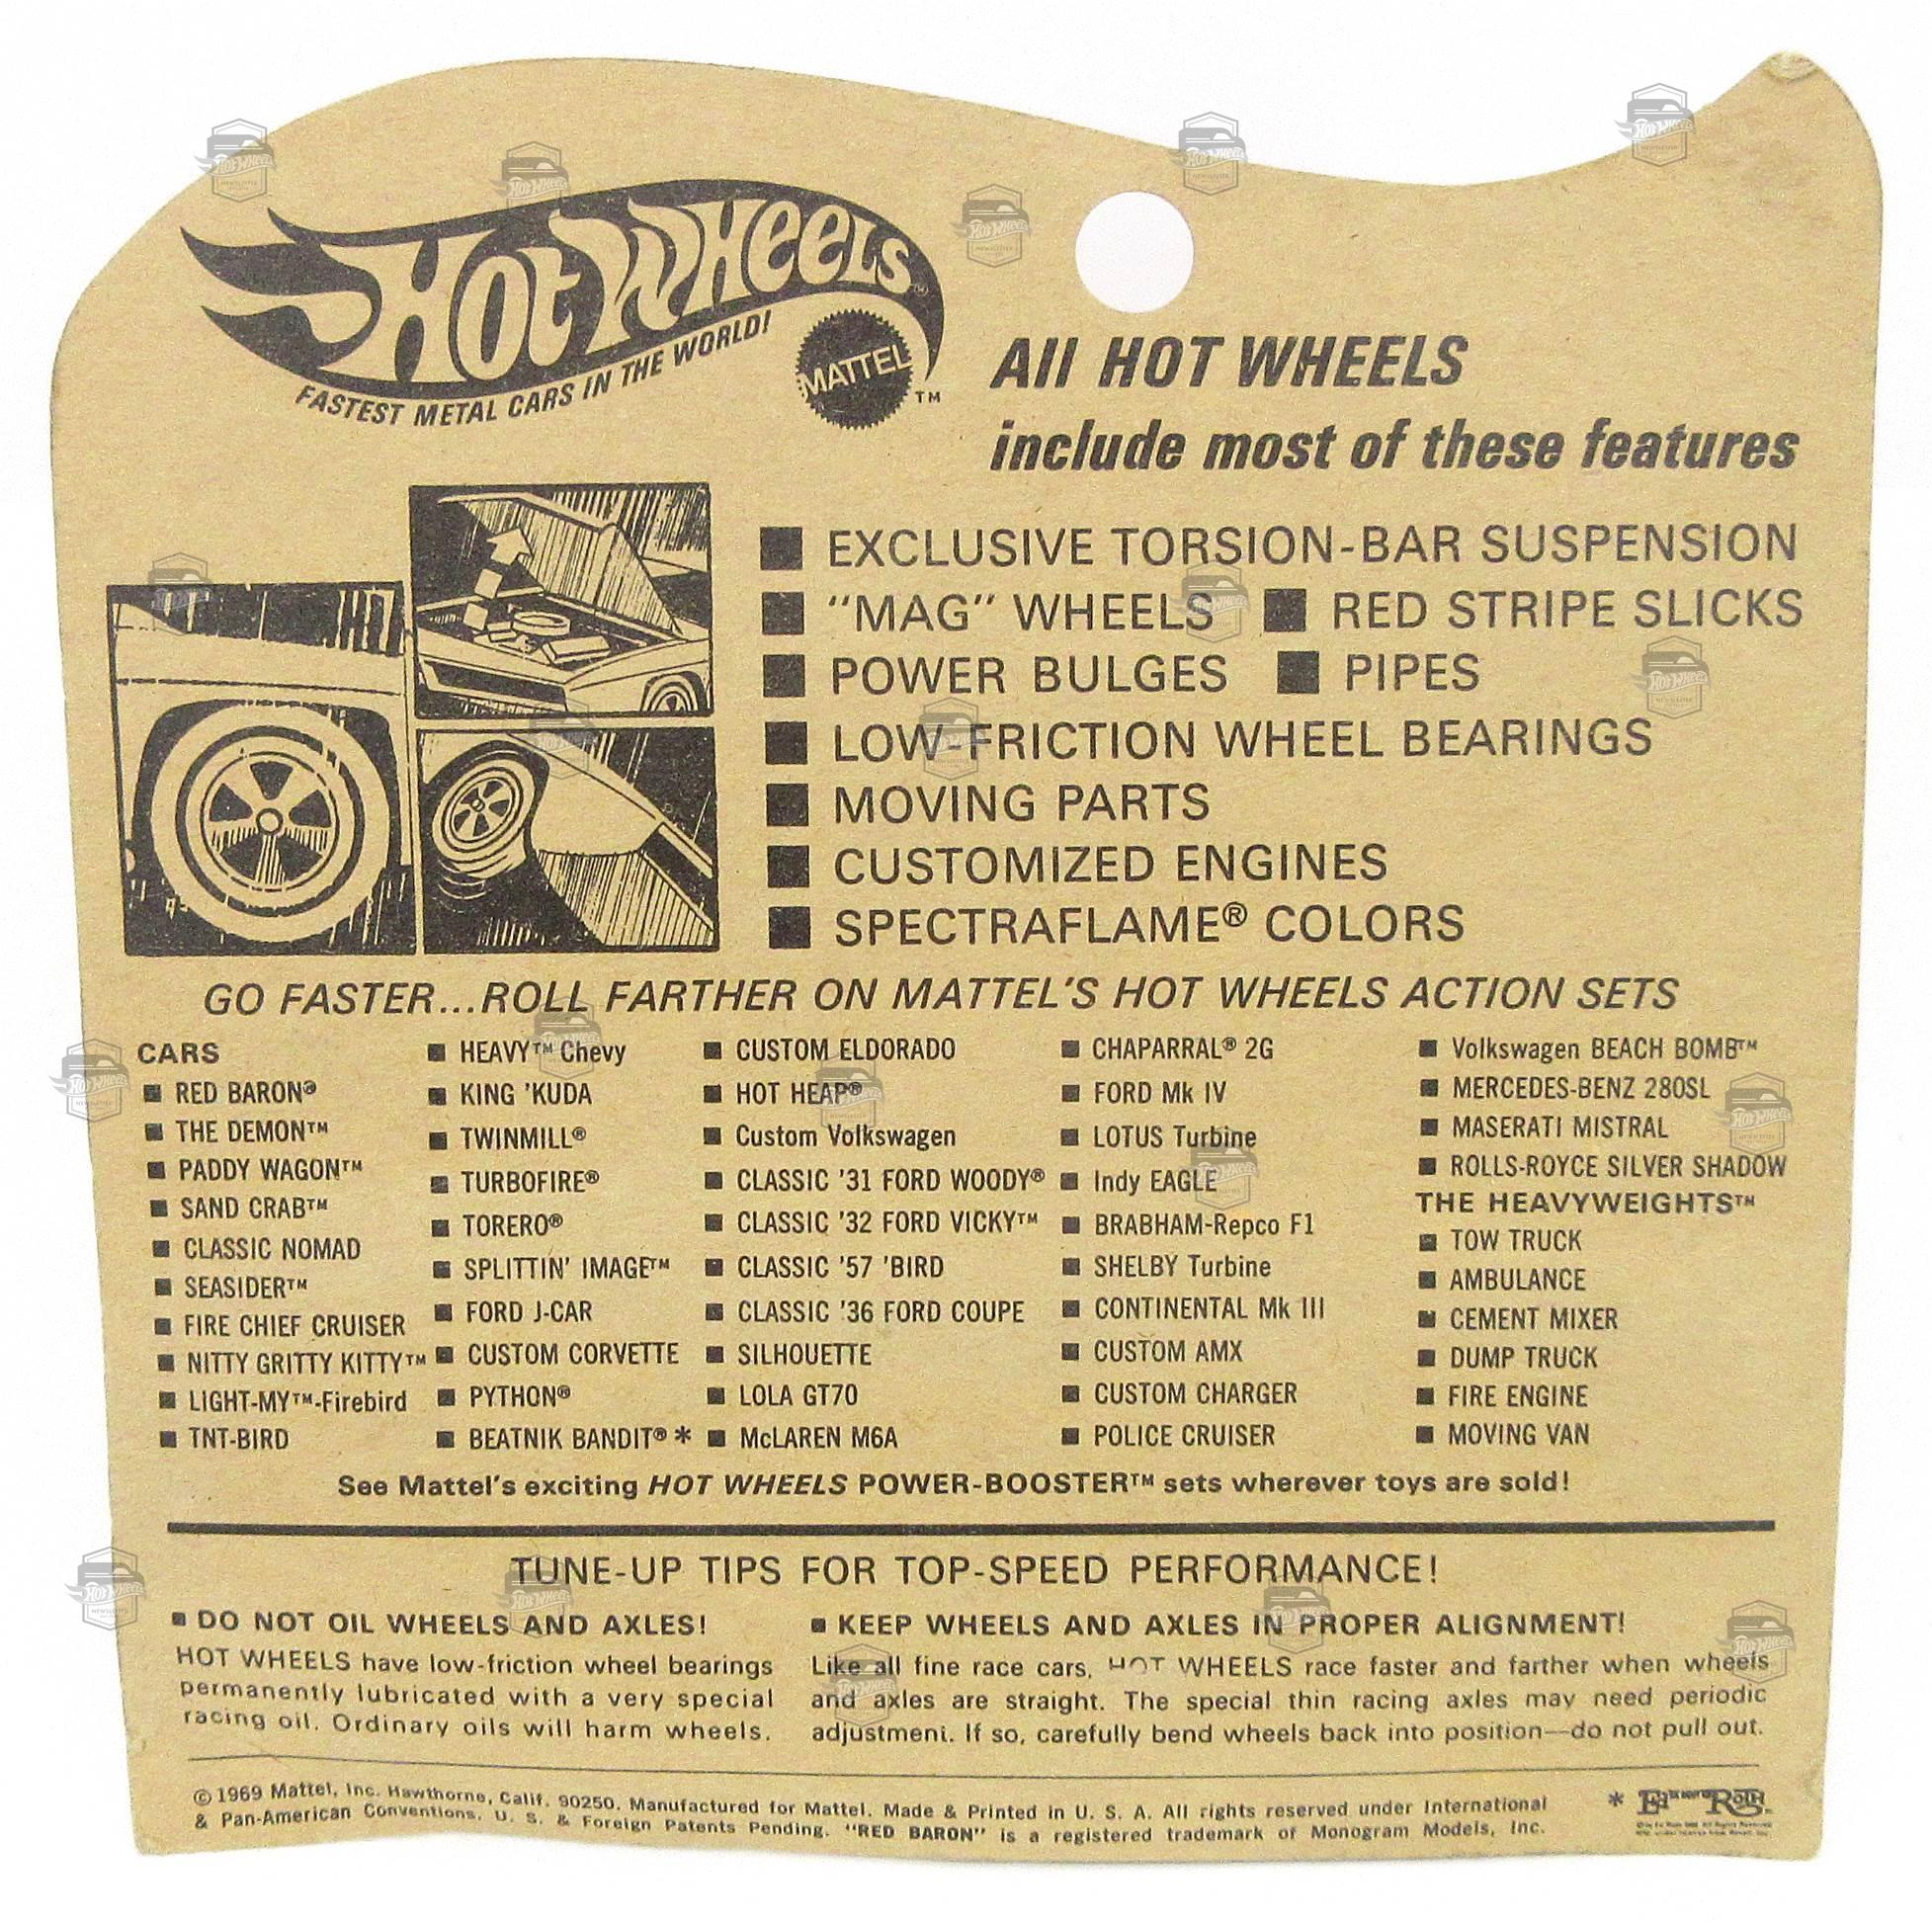 Hot Wheels
FASTEST METAL CARS IN THE WORLD!
MATTEL ™
All HOT WHEELS
include most of these features
■ EXCLUSIVE TORSION-BAR SUSPENSION
■ "MAG" WHEELS ■ RED STRIPE SLICKS
■ POWER BULGES ■ PIPES
■ LOW-FRICTION WHEEL BEARINGS
■ MOVING PARTS
■ CUSTOMIZED ENGINES
■ SPECTRAFLAME® COLORS
GO FASTER...ROLL FARTHER ON MATTEL'S HOT WHEELS ACTION SETS
CARS
■ RED BARON®
■ THE DEMON™
■ PADDY WAGON™
■ SAND CRAB™
■ CLASSIC NOMAD
■ SEASIDER™
■ FIRE CHIEF CRUISER
■ NITTY GRITTY KITTY™
■ LIGHT-MY™-Firebird
■ TNT-BIRD
■ HEAVY™ Chevy
■ KING 'KUDA
■ TWINMILL®
■ TURBOFIRE®
■ TORERO®
■ SPLITTIN' IMAGE™
■ FORD J-CAR
■ CUSTOM CORVETTE
■ PYTHON®
■ BEATNIK BANDIT® *
■ CUSTOM ELDORADO
■ HOT HEAP®
■ Custom Volkswagen
■ CLASSIC '31 FORD WOODY®
■ CLASSIC '32 FORD VICKY™
■ CLASSIC '57 'BIRD
■ CLASSIC '36 FORD COUPE
■ SILHOUETTE
■ LOLA GT70
■ McLAREN M6A
■ CHAPARRAL® 2G
■ FORD Mk IV
■ LOTUS Turbine
■ Indy EAGLE
■ BRABHAM-Repco F1
■ SHELBY Turbine
■ CONTINENTAL Mk III
■ CUSTOM AMX
■ CUSTOM CHARGER
■ POLICE CRUISER
■ Volkswagen BEACH BOMB™
■ MERCEDES-BENZ 280SL
■ MASERATI MISTRAL
■ ROLLS-ROYCE SILVER SHADOW
THE HEAVYWEIGHTS™
■ TOW TRUCK
■ AMBULANCE
■ CEMENT MIXER
■ DUMP TRUCK
■ FIRE ENGINE
■ MOVING VAN
See Mattel's exciting HOT WHEELS POWER-BOOSTER™ sets wherever toys are sold!
TUNE-UP TIPS FOR TOP-SPEED PERFORMANCE!
■ DO NOT OIL WHEELS AND AXLES!
HOT WHEELS have low-friction wheel bearings
permanently lubricated with a very special
racing oil. Ordinary oils will harm wheels.
■ KEEP WHEELS AND AXLES IN PROPER ALIGNMENT!
Like all fine race cars, HOT WHEELS race faster and farther when wheels
and axles are straight. The special thin racing axles may need periodic
adjustment. If so, carefully bend wheels back into position—do not pull out.
© 1969 Mattel, Inc. Hawthorne, Calif. 90250. Manufactured for Mattel. Made & Printed in U. S. A. All rights reserved under International
& Pan-American Conventions. U. S. & Foreign Patents Pending. "RED BARON" is a registered trademark of Monogram Models, Inc.
* Ed "Big Daddy" Roth